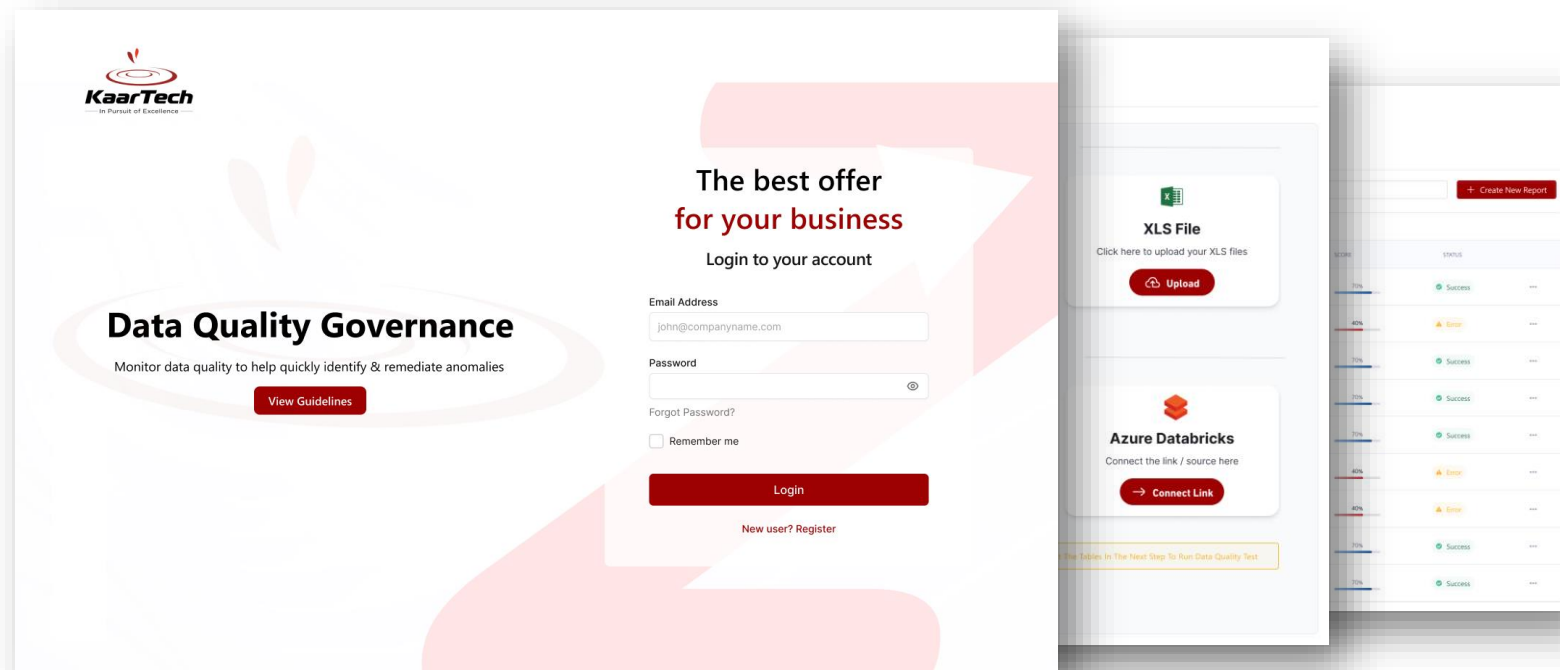 KaarTech
In Pursuit of Excellence
Data Quality Governance
Monitor data quality to help quickly identify & remediate anomalies
View Guidelines
The best offer
for your business
Login to your account
Email Address
john@companyname.com
Password
Forgot Password?
Remember me
Login
New user? Register
XLS File
Click here to upload your XLS files
Upload
Azure Databricks
Connect the link / source here
Connect Link
The Tables In The Next Step To Run Data Quality Test
+ Create New Report
SCORE STATUS
70% Success
40% Error
70% Success
70% Success
70% Success
40% Error
40% Error
70% Success
70% Success